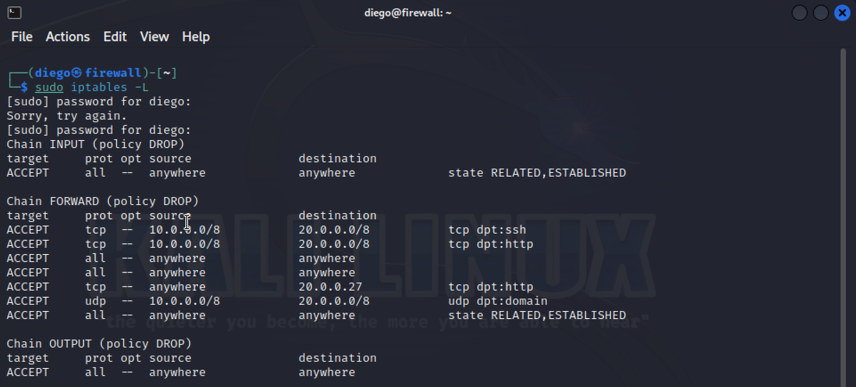 diego@firewall: ~
File Actions Edit View Help
┌──(diego㉿firewall)-[~]
└─$ sudo iptables -L
[sudo] password for diego:
Sorry, try again.
[sudo] password for diego:
Chain INPUT (policy DROP)
target     prot opt source               destination
ACCEPT     all  --  anywhere             anywhere             state RELATED,ESTABLISHED

Chain FORWARD (policy DROP)
target     prot opt source               destination
ACCEPT     tcp  --  10.0.0.0/8           20.0.0.0/8           tcp dpt:ssh
ACCEPT     tcp  --  10.0.0.0/8           20.0.0.0/8           tcp dpt:http
ACCEPT     all  --  anywhere             anywhere
ACCEPT     all  --  anywhere             anywhere
ACCEPT     tcp  --  anywhere             20.0.0.27            tcp dpt:http
ACCEPT     udp  --  10.0.0.0/8           20.0.0.0/8           udp dpt:domain
ACCEPT     all  --  anywhere             anywhere             state RELATED,ESTABLISHED

Chain OUTPUT (policy DROP)
target     prot opt source               destination
ACCEPT     all  --  anywhere             anywhere
KALI LINUX
"the quieter you become, the more you are able to hear"